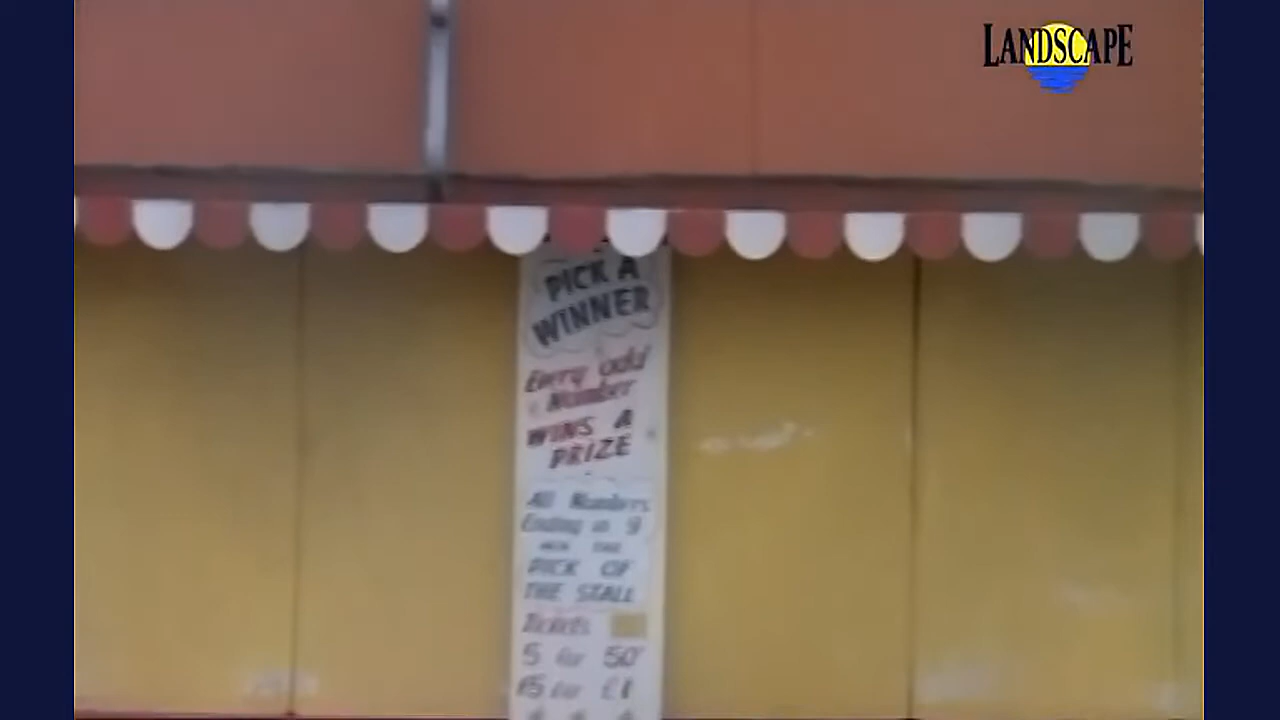 LANDSCAPE
PICK A
WINNER
Every odd
Number
WINS A
PRIZE
All Numbers
Ending in 9
WIN THE
PICK OF
THE STALL
Tickets
5 for 50
15 for £1